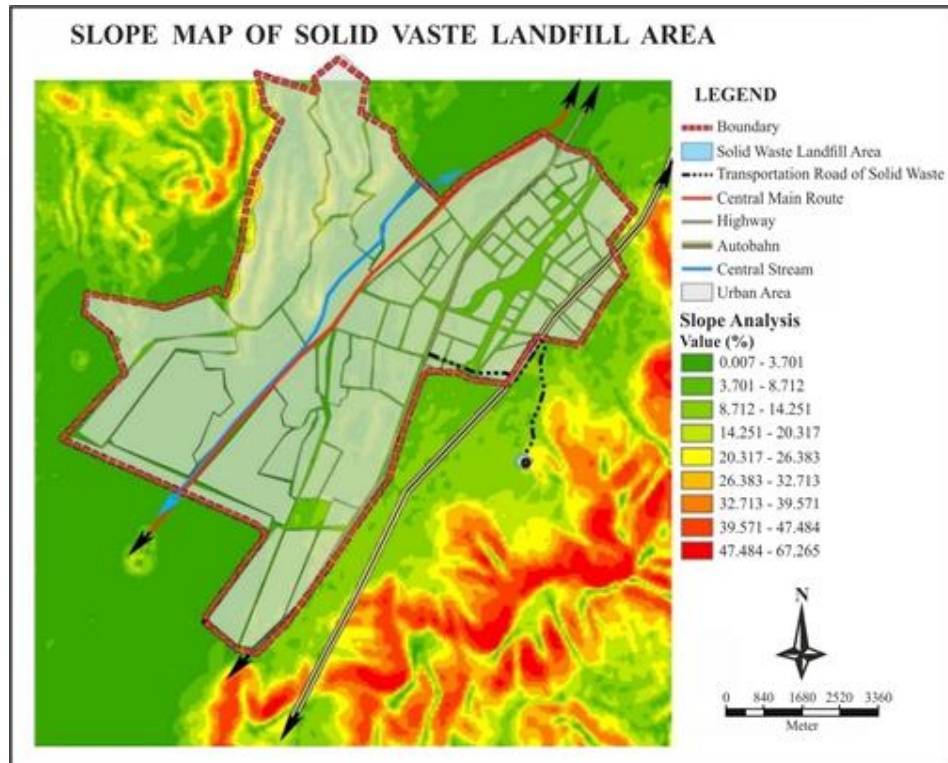 SLOPE MAP OF SOLID VASTE LANDFILL AREA
LEGEND
Boundary
Solid Waste Landfill Area
Transportation Road of Solid Waste
Central Main Route
Highway
Autobahn
Central Stream
Urban Area
Slope Analysis
Value (%)
0.007 - 3.701
3.701 - 8.712
8.712 - 14.251
14.251 - 20.317
20.317 - 26.383
26.383 - 32.713
32.713 - 39.571
39.571 - 47.484
47.484 - 67.265
N
0 840 1680 2520 3360
Meter